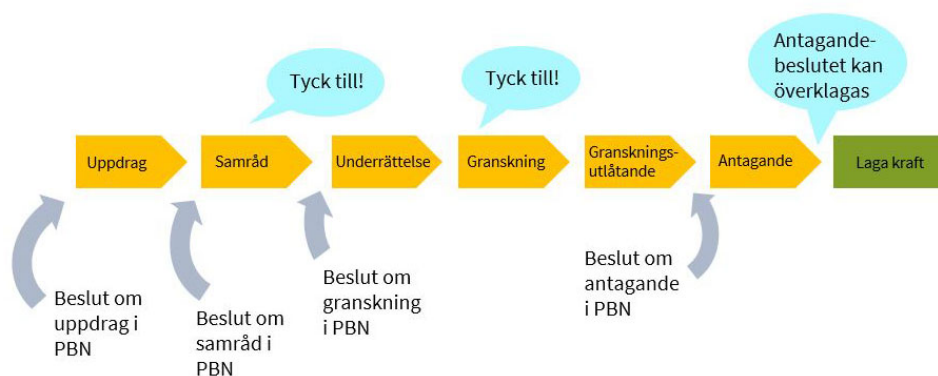 Tyck till!
Tyck till!
Antagande-
beslutet kan
överklagas
Uppdrag
Samråd
Underrättelse
Granskning
Gransknings-
utlåtande
Antagande
Laga kraft
Beslut om
uppdrag i
PBN
Beslut om
samråd i
PBN
Beslut om
granskning
i PBN
Beslut om
antagande
i PBN